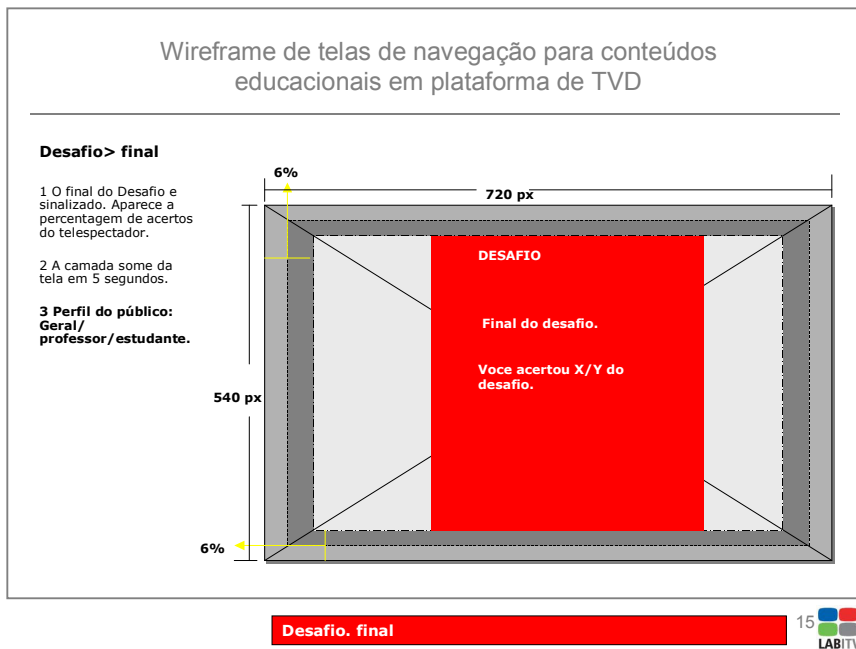 Wireframe de telas de navegação para conteúdos
educacionais em plataforma de TVD
Desafio> final
1 O final do Desafio e
sinalizado. Aparece a
percentagem de acertos
do telespectador.
2 A camada some da
tela em 5 segundos.
3 Perfil do público:
Geral/
professor/estudante.
6%
720 px
540 px
6%
DESAFIO
Final do desafio.
Voce acertou X/Y do
desafio.
Desafio. final
15
LABITV